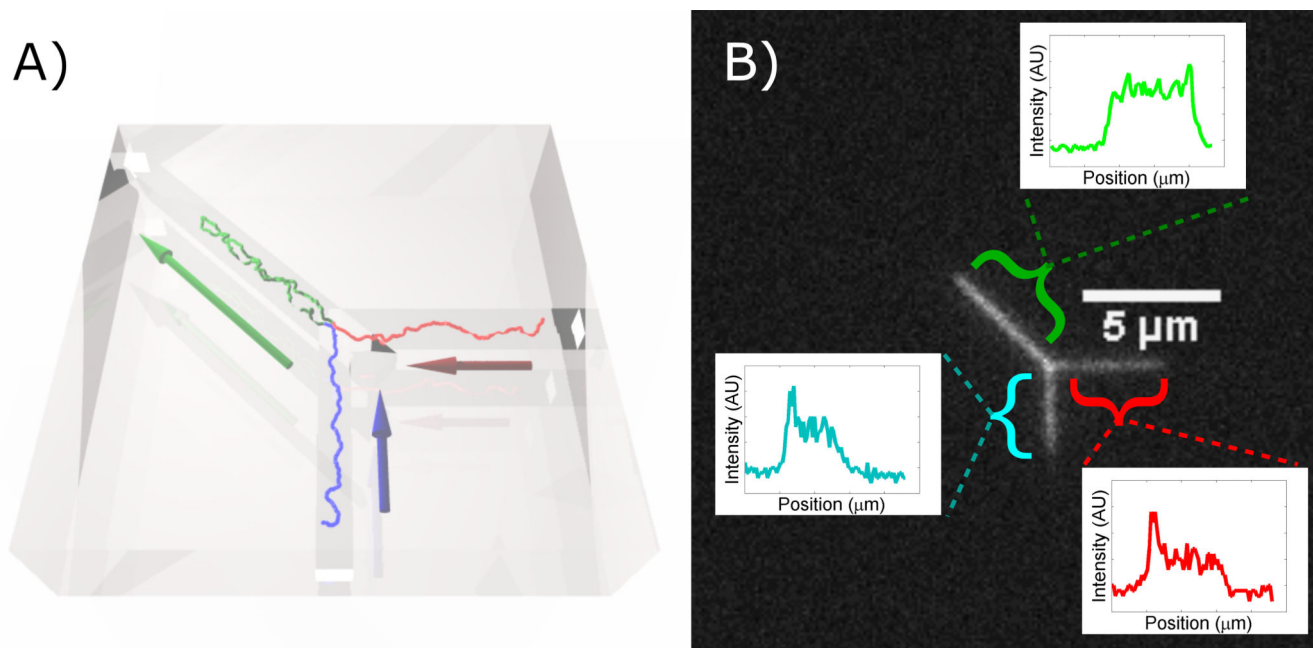 A)
B)
Intensity (AU)
Position (μm)
5 μm
Intensity (AU)
Position (μm)
Intensity (AU)
Position (μm)